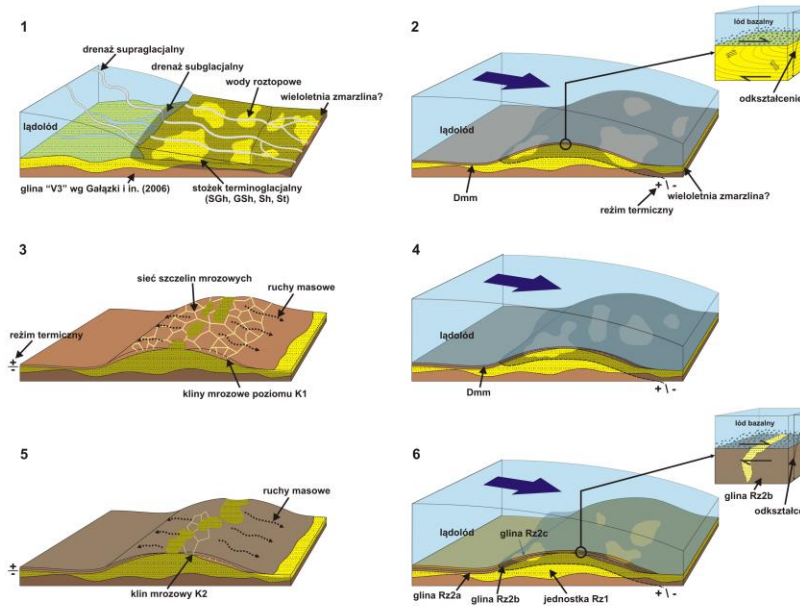 1
drenaż supraglacjalny
drenaż subglacjalny
wody roztopowe
wieloletnia zmarzlina?
lądolód
glina "V3" wg Gałązki i in. (2006)
stożek terminoglacjalny
(SGh, GSh, Sh, St)
2
lód bazalny
odkształcenie
lądolód
Dmm
+ \ -
reżim termiczny
wieloletnia zmarzlina?
3
sieć szczelin mrozowych
ruchy masowe
reżim termiczny
+
-
kliny mrozowe poziomu K1
4
lądolód
Dmm
+ \ -
5
ruchy masowe
+
-
klin mrozowy K2
6
lód bazalny
glina Rz2b
odkształce
lądolód
glina Rz2c
+ \ -
glina Rz2a
glina Rz2b
jednostka Rz1